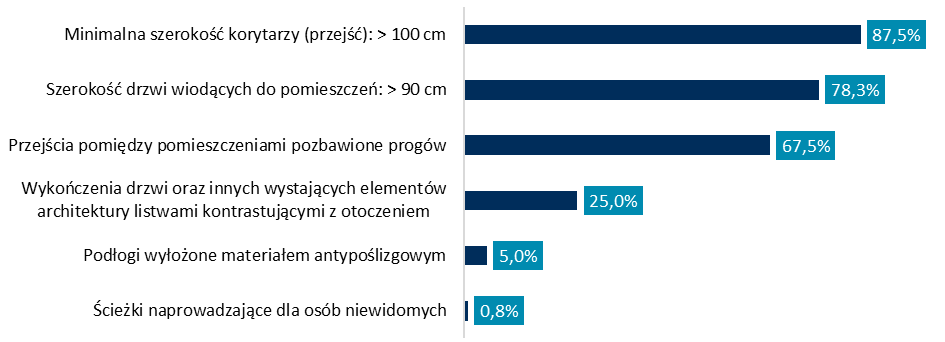 Minimalna szerokość korytarzy (przejść): > 100 cm
87,5%
Szerokość drzwi wiodących do pomieszczeń: > 90 cm
78,3%
Przejścia pomiędzy pomieszczeniami pozbawione progów
67,5%
Wykończenia drzwi oraz innych wystających elementów
architektury listwami kontrastującymi z otoczeniem
25,0%
Podłogi wyłożone materiałem antypoślizgowym
5,0%
Ścieżki naprowadzające dla osób niewidomych
0,8%